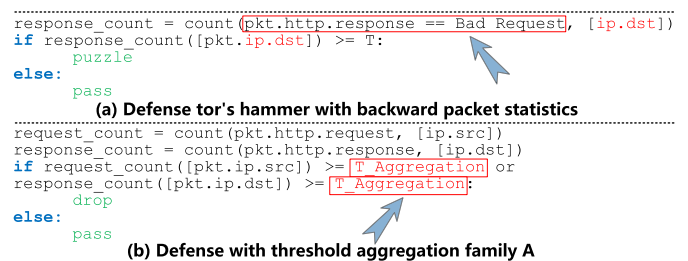 response_count = count(pkt.http.response == Bad Request, [ip.dst])
if response_count([pkt.ip.dst]) >= T:
puzzle
else:
pass
(a) Defense tor's hammer with backward packet statistics
request_count = count(pkt.http.request, [ip.src])
response_count = count(pkt.http.response, [ip.dst])
if request_count([pkt.ip.src]) >= T_Aggregation or
response_count([pkt.ip.dst]) >= T_Aggregation:
drop
else:
pass
(b) Defense with threshold aggregation family A